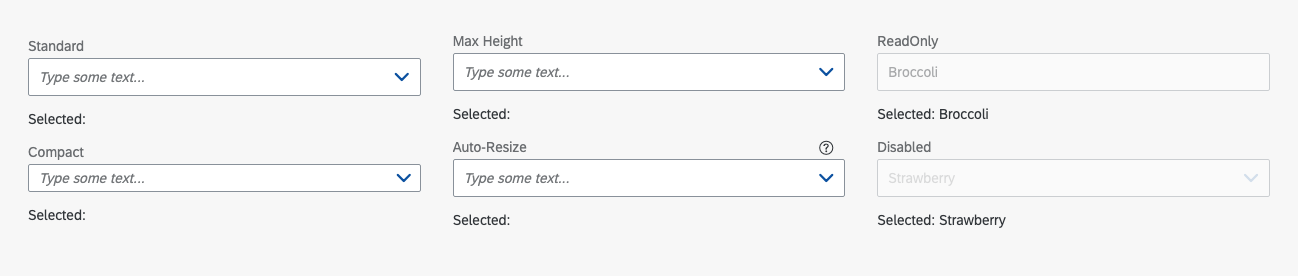 Standard
Type some text...
Selected:
Compact
Type some text...
Selected:
Max Height
Type some text...
Selected:
Auto-Resize
Type some text...
Selected:
ReadOnly
Broccoli
Selected: Broccoli
Disabled
Strawberry
Selected: Strawberry